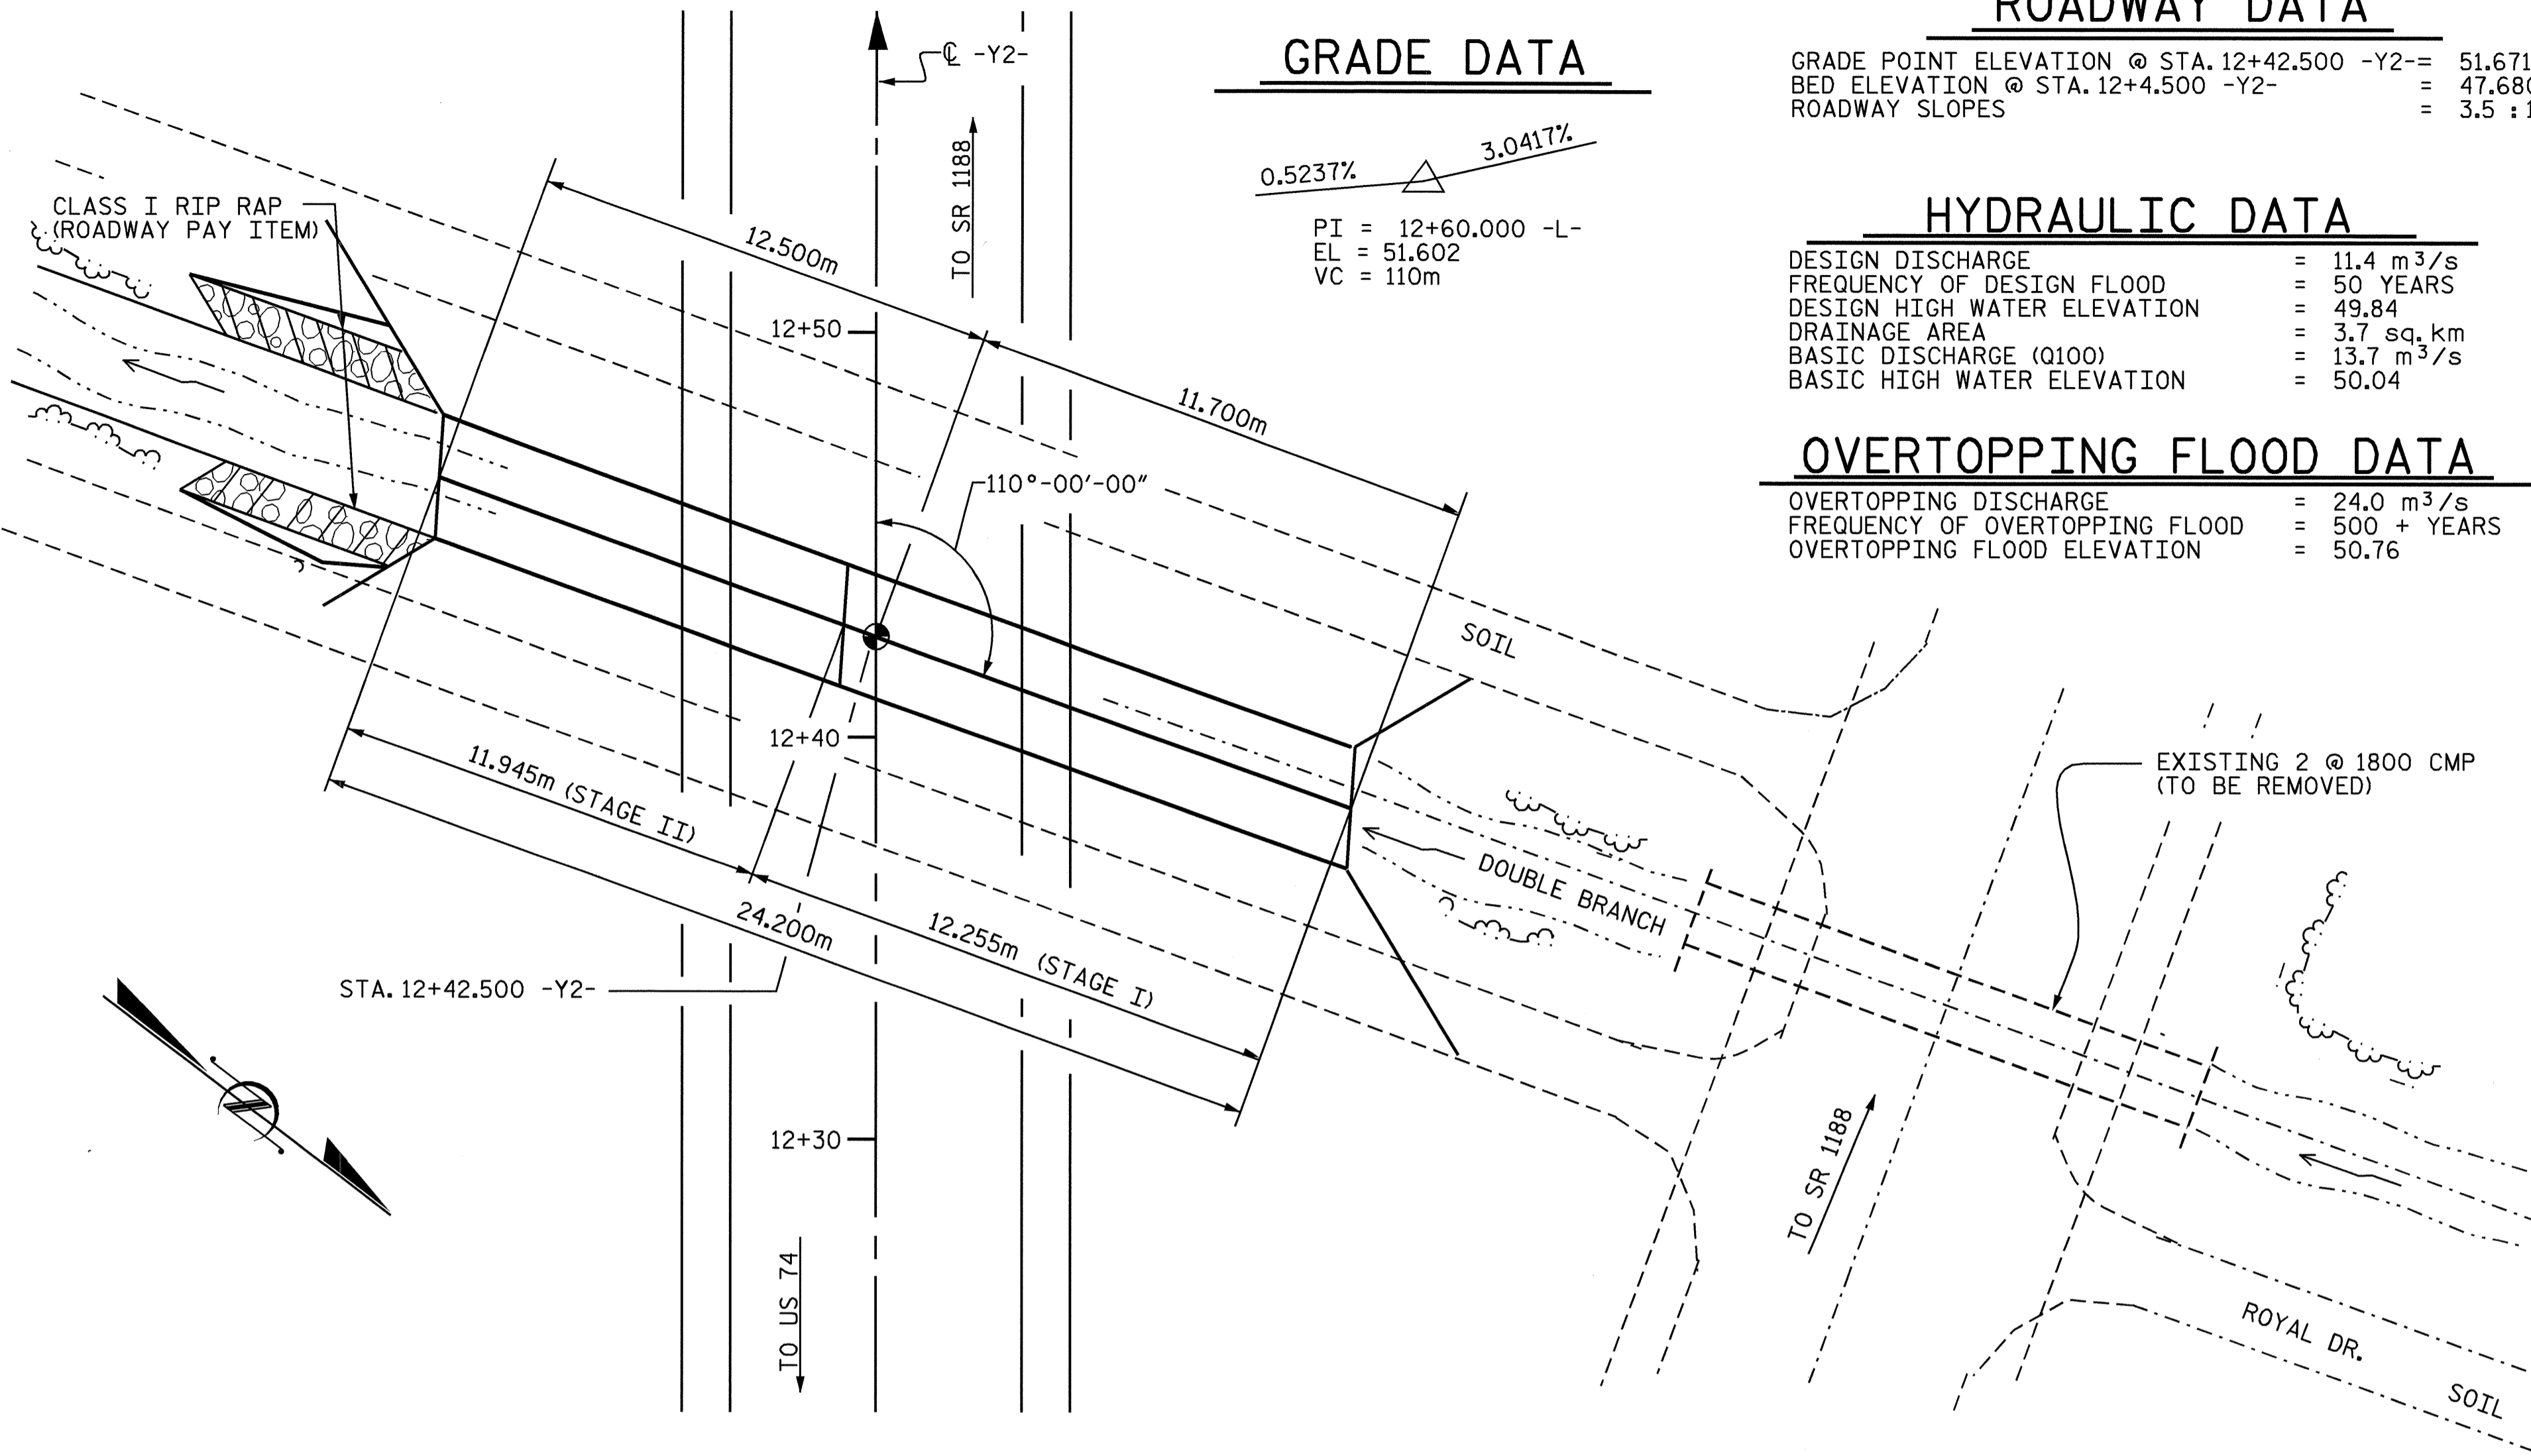 ROADWAY DATA
GRADE POINT ELEVATION @ STA. 12+42.500 -Y2-= 51.671
BED ELEVATION @ STA. 12+4.500 -Y2- = 47.680
ROADWAY SLOPES = 3.5 : 1
GRADE DATA
0.5237%
3.0417%
PI = 12+60.000 -L-
EL = 51.602
VC = 110m
HYDRAULIC DATA
DESIGN DISCHARGE = 11.4 m³/s
FREQUENCY OF DESIGN FLOOD = 50 YEARS
DESIGN HIGH WATER ELEVATION = 49.84
DRAINAGE AREA = 3.7 sq. km
BASIC DISCHARGE (Q100) = 13.7 m³/s
BASIC HIGH WATER ELEVATION = 50.04
OVERTOPPING FLOOD DATA
OVERTOPPING DISCHARGE = 24.0 m³/s
FREQUENCY OF OVERTOPPING FLOOD = 500 + YEARS
OVERTOPPING FLOOD ELEVATION = 50.76
℄ -Y2-
TO SR 1188
CLASS I RIP RAP
(ROADWAY PAY ITEM)
12.500m
12+50
11.700m
110°-00'-00"
SOIL
12+40
11.945m (STAGE II)
24.200m
12.255m (STAGE I)
STA. 12+42.500 -Y2-
DOUBLE BRANCH
EXISTING 2 @ 1800 CMP
(TO BE REMOVED)
12+30
TO US 74
TO SR 1188
ROYAL DR.
SOIL